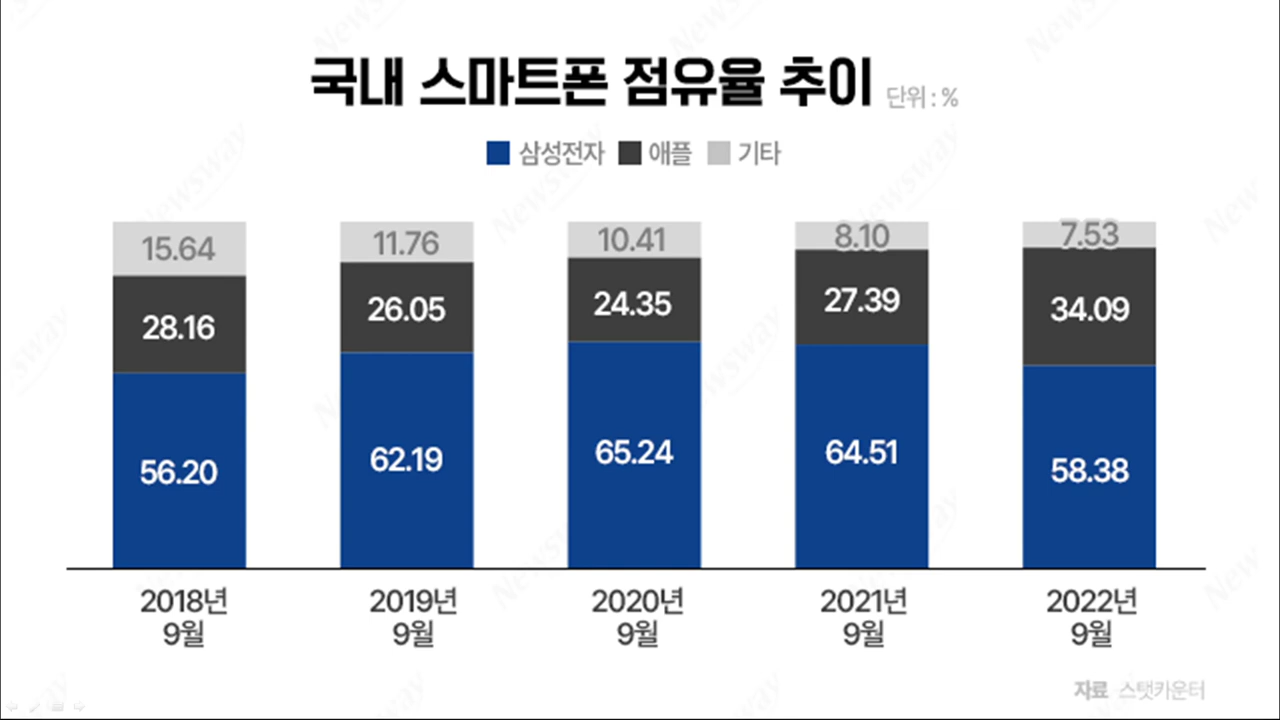 국내 스마트폰 점유율 추이 단위 : %
삼성전자 애플 기타
15.64 11.76 10.41 8.10 7.53
28.16 26.05 24.35 27.39 34.09
56.20 62.19 65.24 64.51 58.38
2018년 2019년 2020년 2021년 2022년
9월 9월 9월 9월 9월
자료 스탯카운터
Newsway